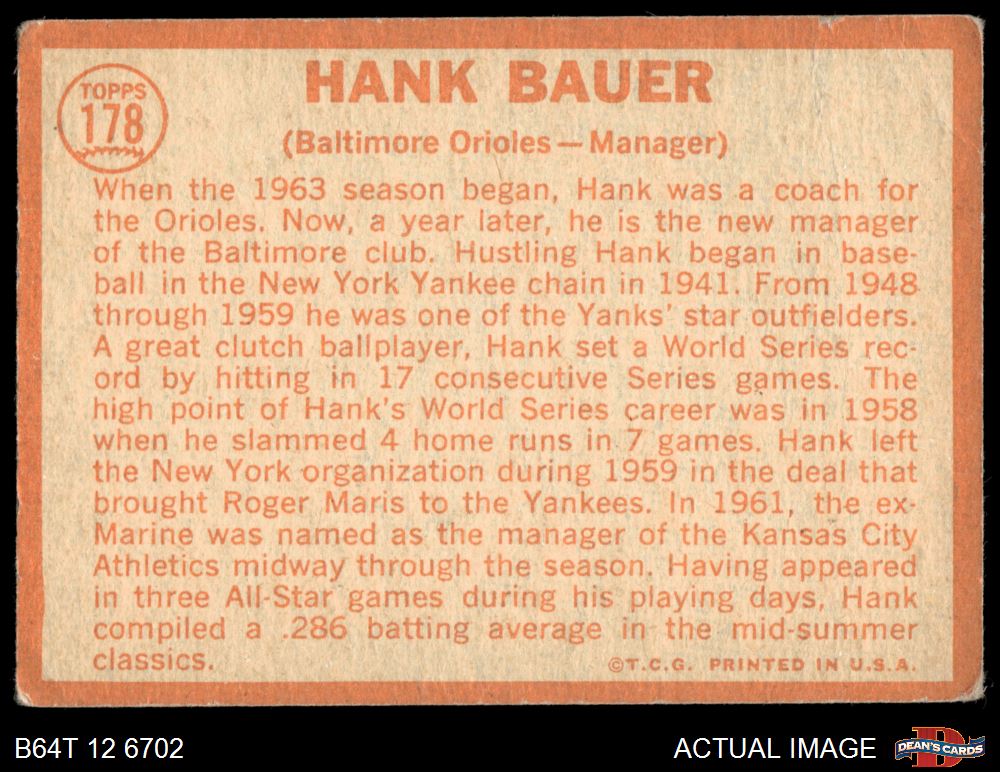 TOPPS
178
HANK BAUER
(Baltimore Orioles — Manager)
When the 1963 season began, Hank was a coach for
the Orioles. Now, a year later, he is the new manager
of the Baltimore club. Hustling Hank began in base-
ball in the New York Yankee chain in 1941. From 1948
through 1959 he was one of the Yanks' star outfielders.
A great clutch ballplayer, Hank set a World Series rec-
ord by hitting in 17 consecutive Series games. The
high point of Hank's World Series career was in 1958
when he slammed 4 home runs in 7 games. Hank left
the New York organization during 1959 in the deal that
brought Roger Maris to the Yankees. In 1961, the ex-
Marine was named as the manager of the Kansas City
Athletics midway through the season. Having appeared
in three All-Star games during his playing days, Hank
compiled a .286 batting average in the mid-summer
classics.
©T.C.G. PRINTED IN U.S.A.
B64T 12 6702
ACTUAL IMAGE
DEAN'S CARDS